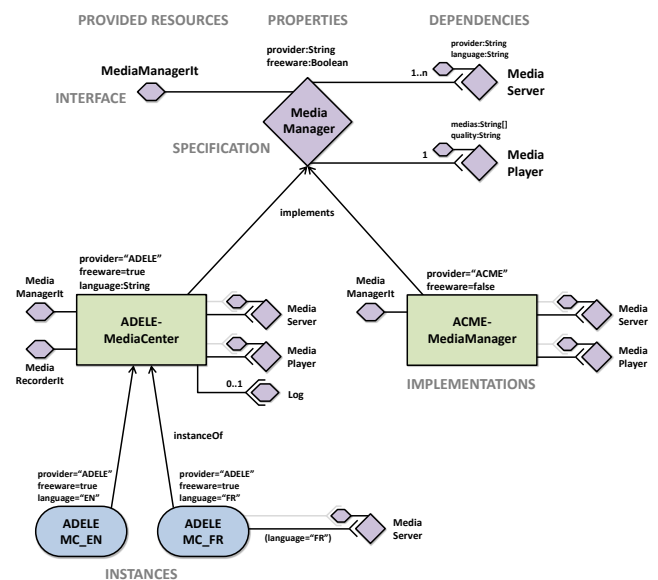 PROVIDED RESOURCES
PROPERTIES
DEPENDENCIES
provider:String
freeware:Boolean
provider:String
language:String
MediaManagerIt
1..n
Media
Server
INTERFACE
Media
Manager
medias:String[]
quality:String
SPECIFICATION
1
Media
Player
implements
provider="ADELE"
freeware=true
language:String
provider="ACME"
freeware=false
Media
ManagerIt
ADELE-
MediaCenter
Media
Server
Media
Player
Media
RecorderIt
0..1
Log
Media
ManagerIt
ACME-
MediaManager
Media
Server
Media
Player
IMPLEMENTATIONS
instanceOf
provider="ADELE"
freeware=true
language="EN"
provider="ADELE"
freeware=true
language="FR"
ADELE
MC_EN
ADELE
MC_FR
(language="FR")
Media
Server
INSTANCES